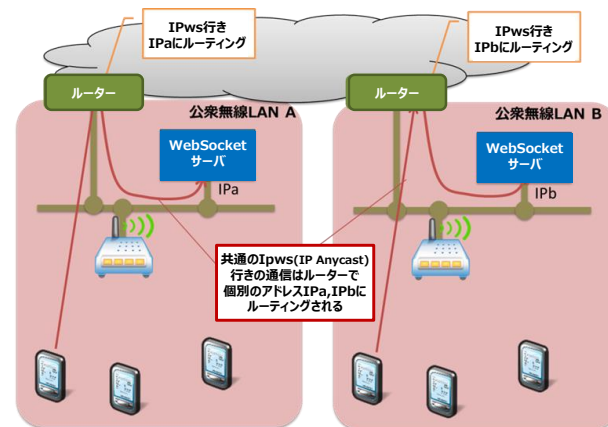 IPws行き
IPaにルーティング
IPws行き
IPbにルーティング
ルーター
ルーター
公衆無線LAN A
公衆無線LAN B
WebSocket
サーバ
WebSocket
サーバ
IPa
IPb
共通のIpws(IP Anycast)
行きの通信はルーターで
個別のアドレスIPa,IPbに
ルーティングされる